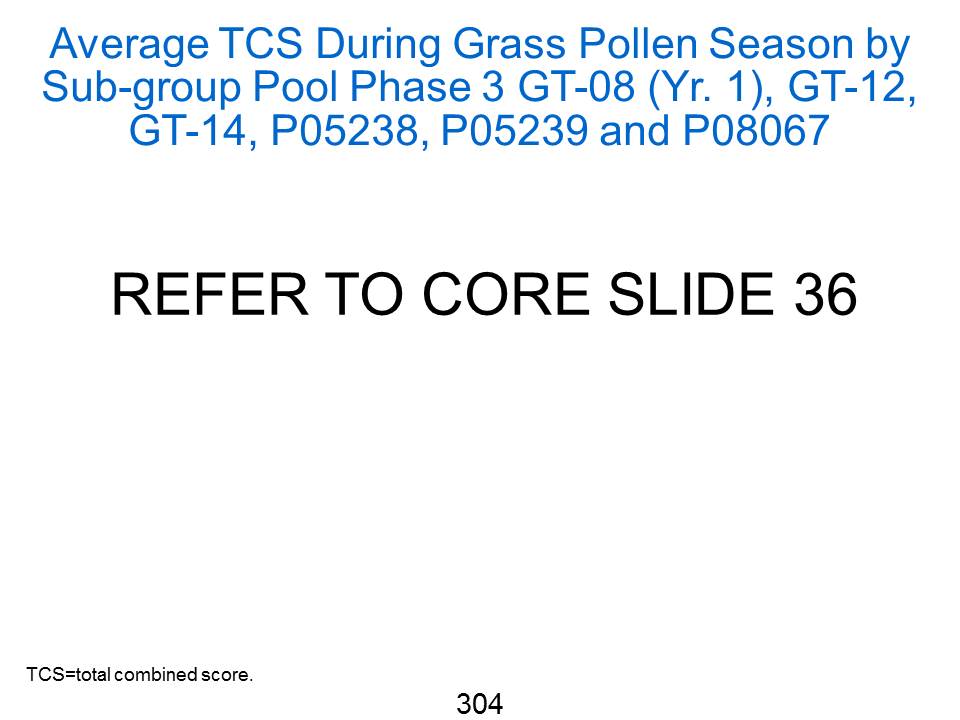 Average TCS During Grass Pollen Season by
Sub-group Pool Phase 3 GT-08 (Yr. 1), GT-12,
GT-14, P05238, P05239 and P08067
REFER TO CORE SLIDE 36
TCS=total combined score.
304